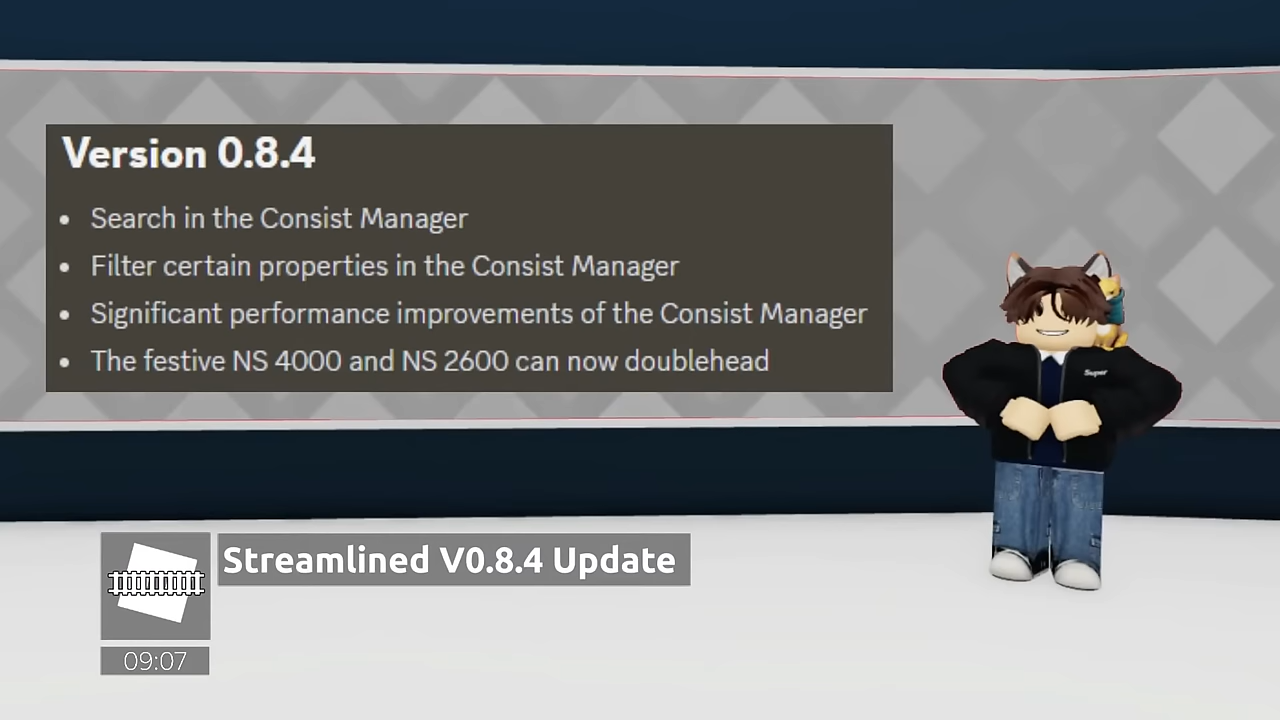 Version 0.8.4
• Search in the Consist Manager
• Filter certain properties in the Consist Manager
• Significant performance improvements of the Consist Manager
• The festive NS 4000 and NS 2600 can now doublehead
Super
Streamlined V0.8.4 Update
09:07